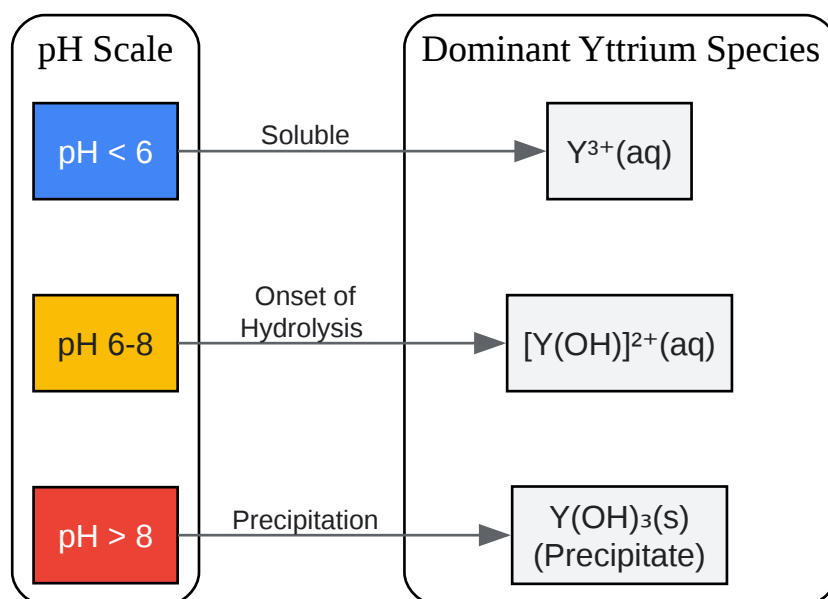 pH Scale
Dominant Yttrium Species
pH < 6
Soluble
Y³⁺(aq)
pH 6-8
Onset of
Hydrolysis
[Y(OH)]²⁺(aq)
pH > 8
Precipitation
Y(OH)₃(s)
(Precipitate)